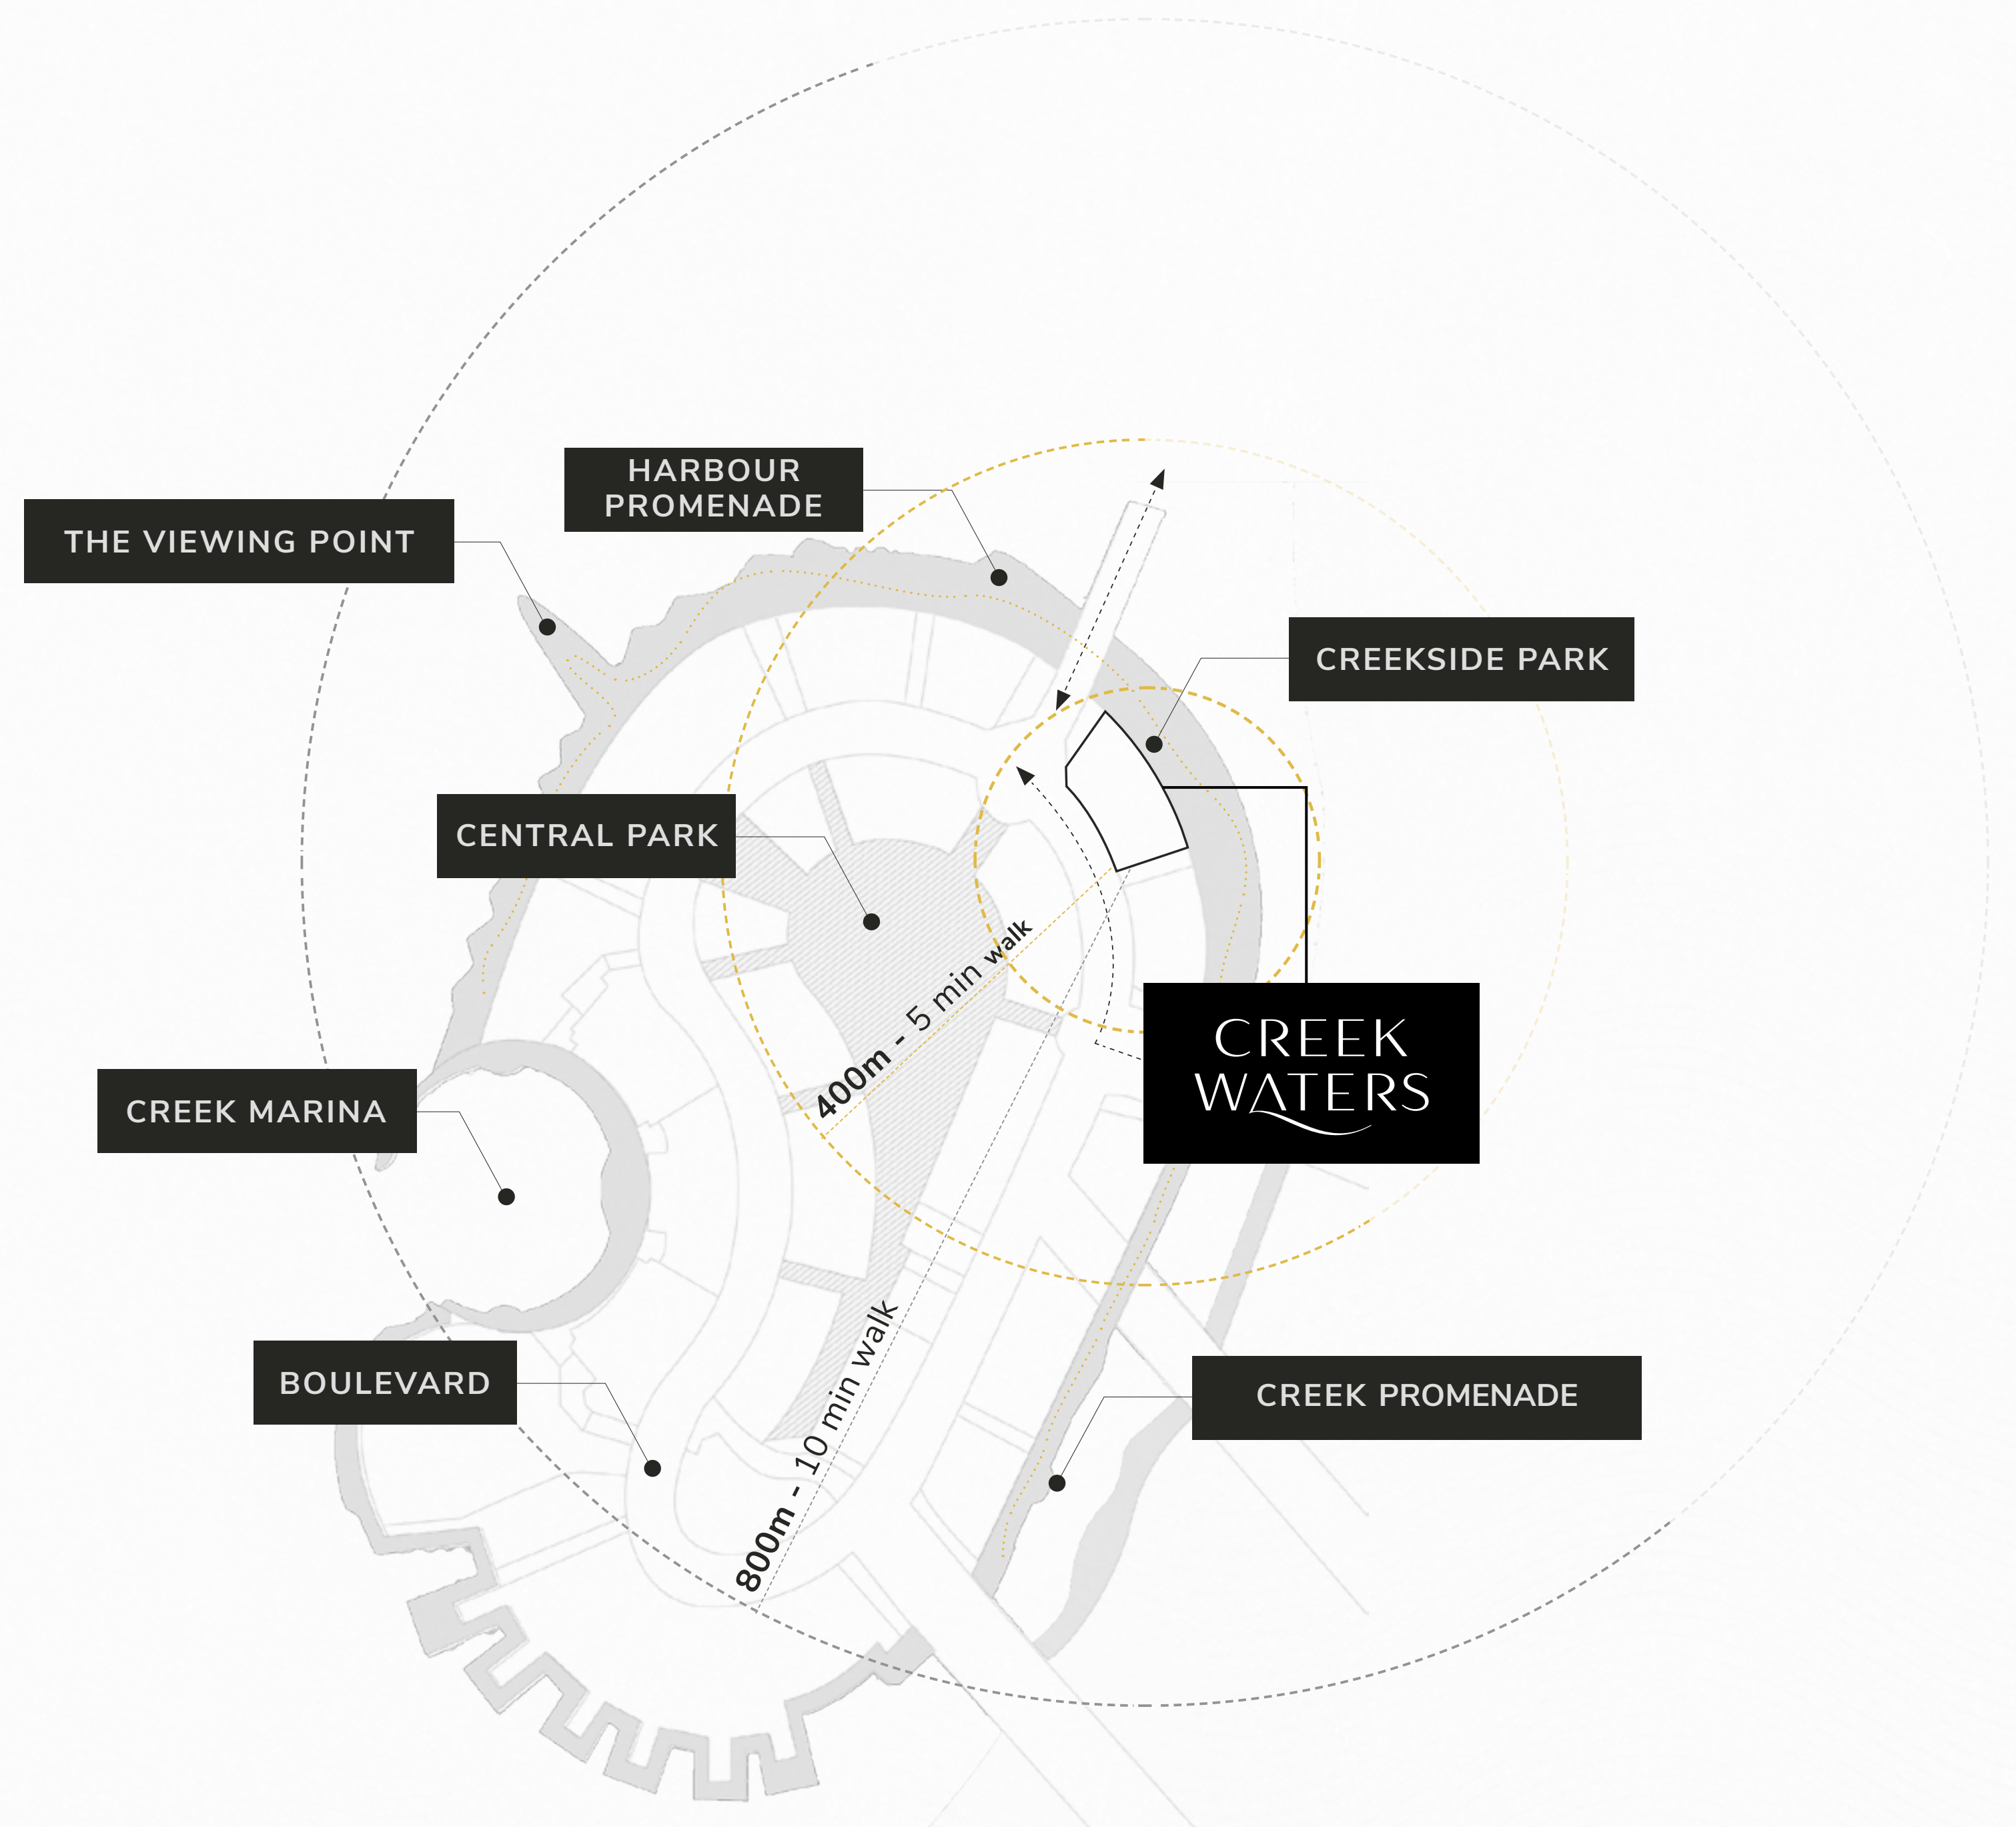 HARBOUR
PROMENADE
THE VIEWING POINT
CREEKSIDE PARK
CENTRAL PARK
400m - 5 min walk
CREEK
WATERS
CREEK MARINA
BOULEVARD
800m - 10 min walk
CREEK PROMENADE